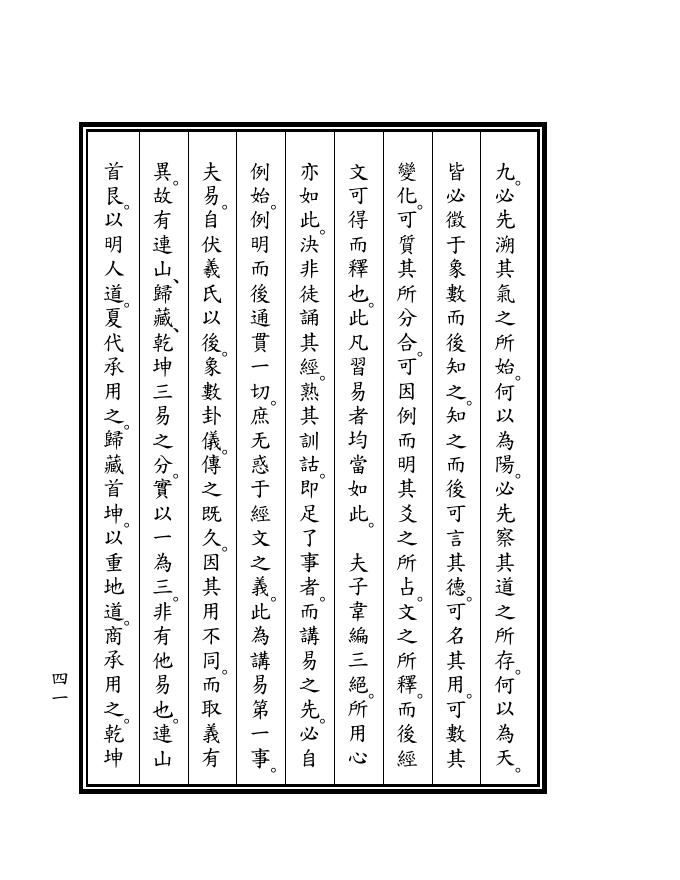 九。必先溯其氣之所始。何以為陽。必先察其道之所存。何以為天。
皆必徵于象數而後知之。知之而後可言其德。可名其用。可數其
變化。可質其所分合。可因例而明其爻之所占。文之所釋。而後經
文可得而釋也。此凡習易者均當如此。　夫子韋編三絕。所用心
亦如此。決非徒誦其經。熟其訓詁。即足了事者。而講易之先。必自
例始。例明而後通貫一切。庶无惑于經文之義。此為講易第一事。
夫易。自伏羲氏以後。象數卦儀。傳之既久。因其用不同。而取義有
異。故有連山、歸藏、乾坤三易之分。實以一為三。非有他易也。連山
首艮。以明人道。夏代承用之。歸藏首坤。以重地道。商承用之。乾坤
四一